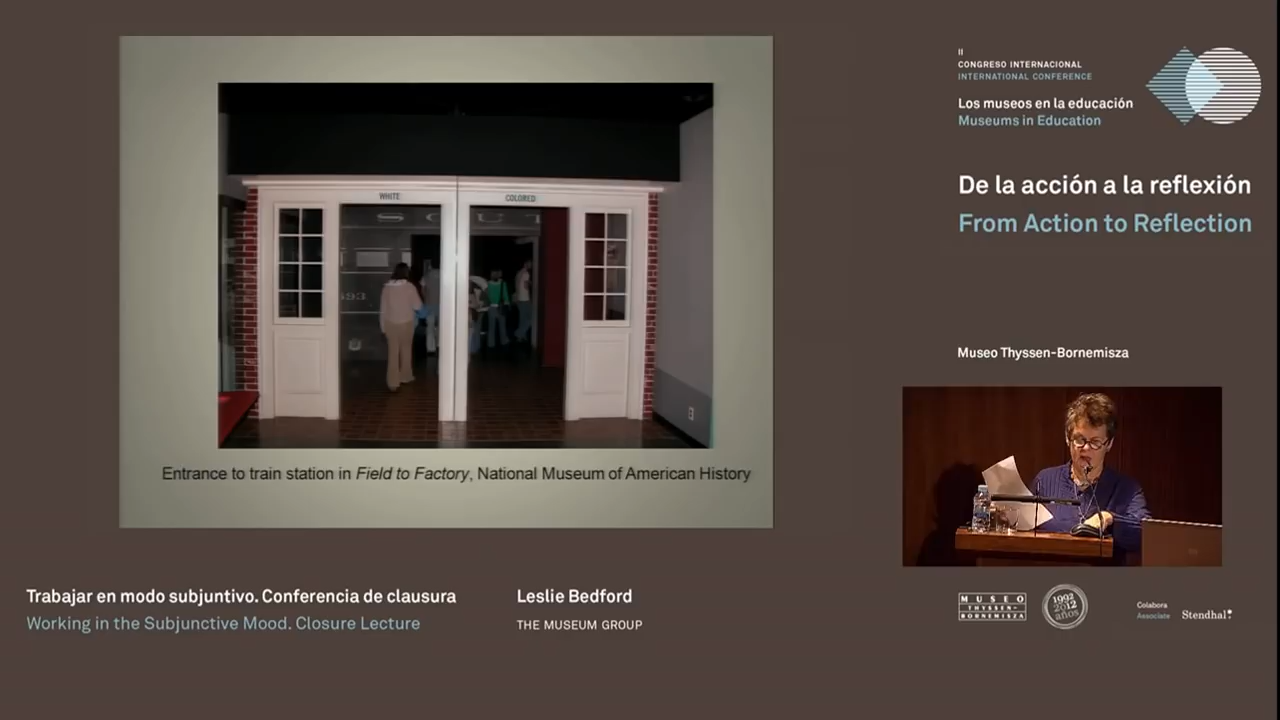 WHITE
COLORED
Entrance to train station in Field to Factory, National Museum of American History
II
CONGRESO INTERNACIONAL
INTERNATIONAL CONFERENCE
Los museos en la educación
Museums in Education
De la acción a la reflexión
From Action to Reflection
Museo Thyssen-Bornemisza
Trabajar en modo subjuntivo. Conferencia de clausura
Working in the Subjunctive Mood. Closure Lecture
Leslie Bedford
THE MUSEUM GROUP
MUSEO
THYSSEN-
BORNEMISZA
1992
2012
años
Colabora
Associate
Stendhal